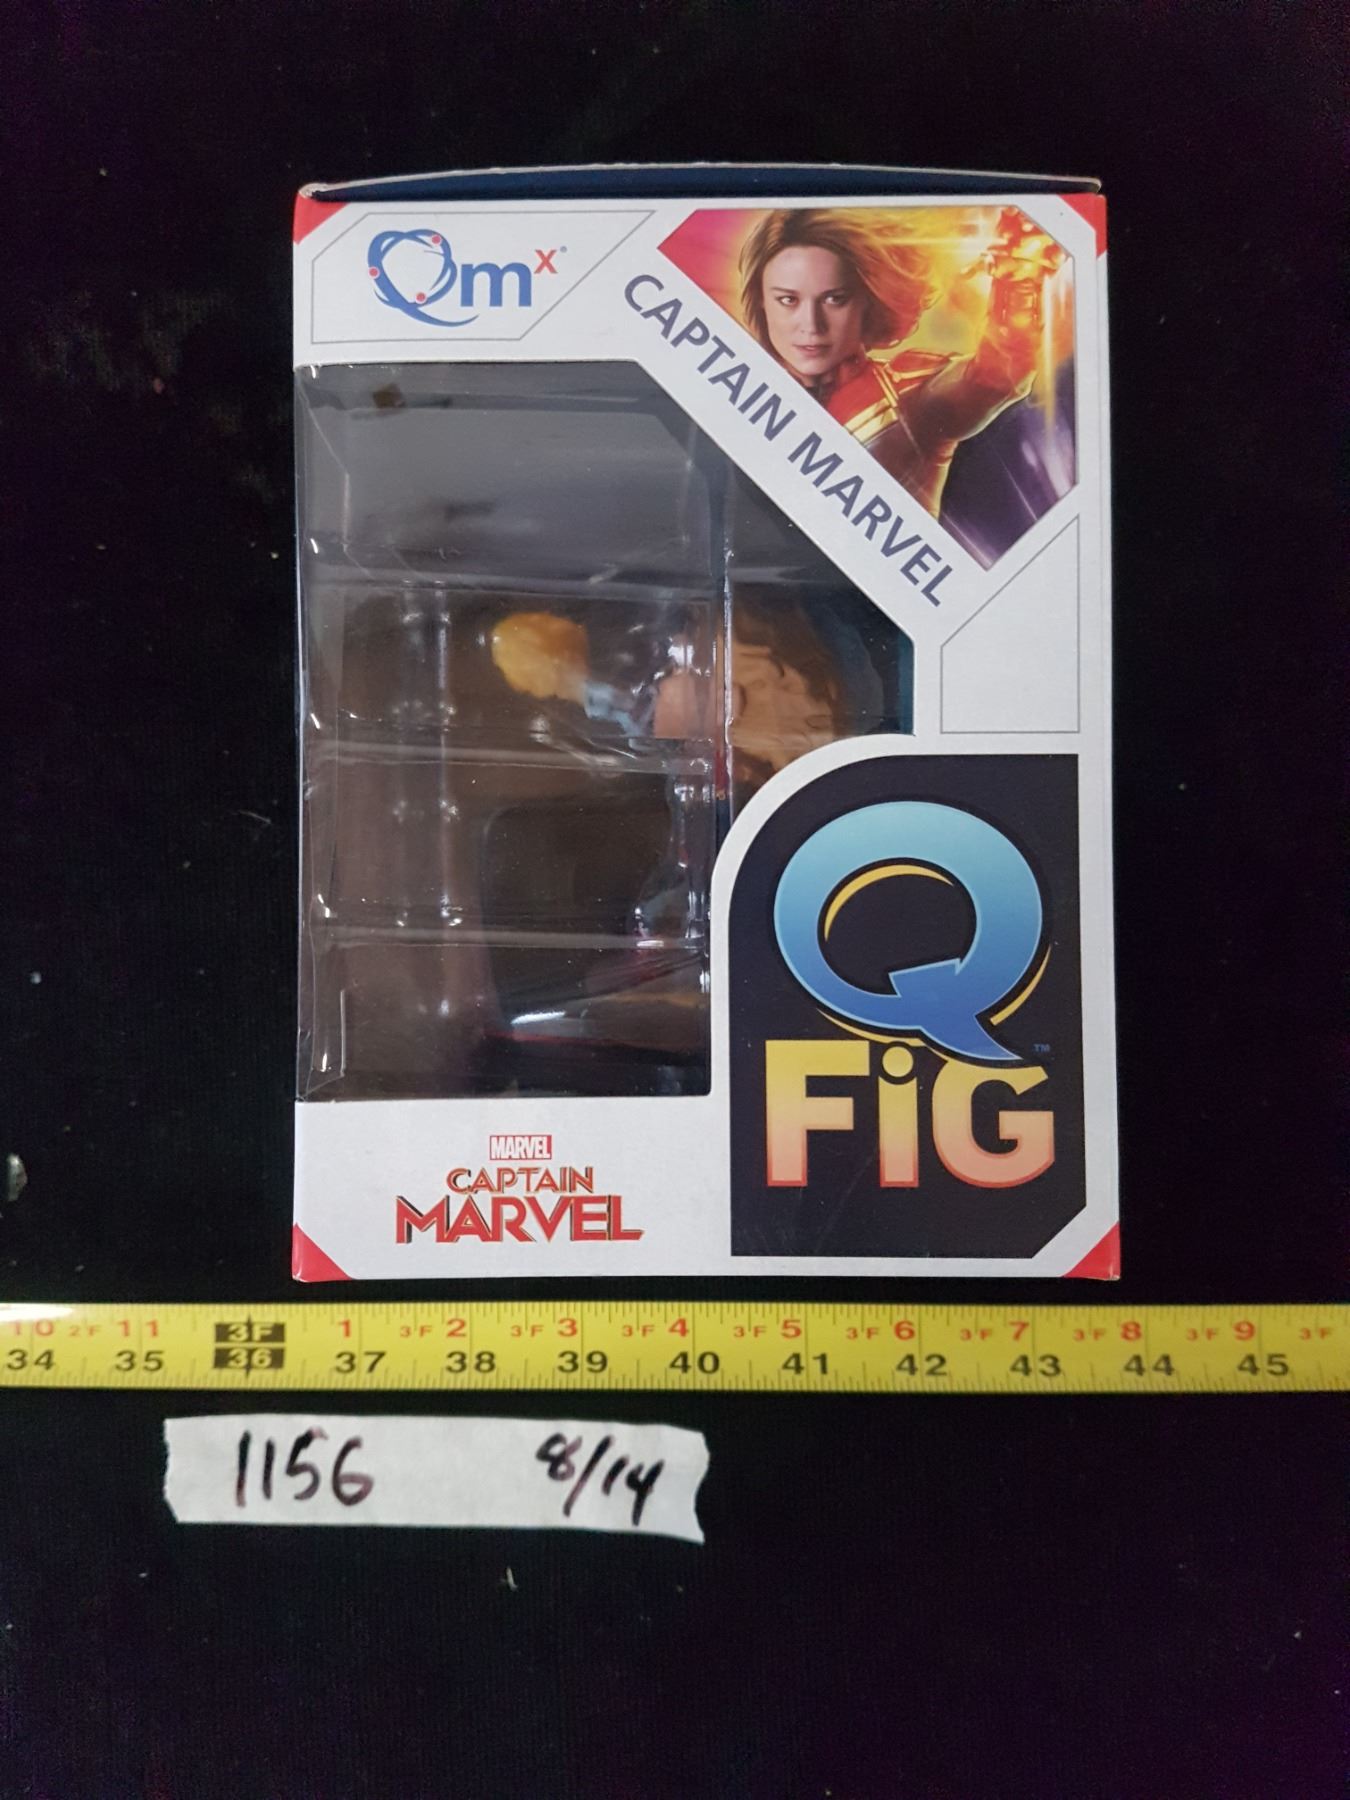 Qmx®
CAPTAIN MARVEL
Q
FiG
™
MARVEL
CAPTAIN
MARVEL
10 2F 11 3F 1 3F 2 3F 3 3F 4 3F 5 3F 6 3F 7 3F 8 3F 9 3F
34 35 36 37 38 39 40 41 42 43 44 45
1156 8/14